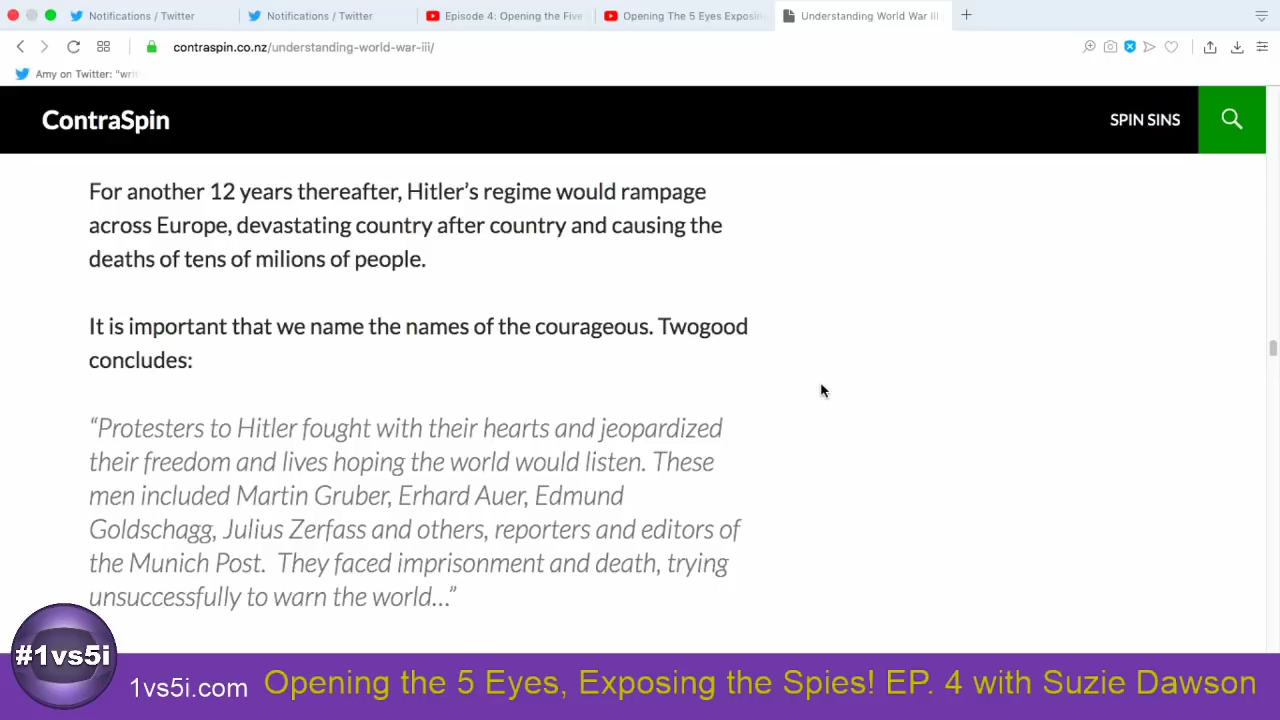 Notifications / Twitter
Notifications / Twitter
Episode 4: Opening the Five
Opening The 5 Eyes Exposin
Understanding World War III
contraspin.co.nz/understanding-world-war-iii/
Amy on Twitter: "wri
ContraSpin
SPIN SINS
For another 12 years thereafter, Hitler's regime would rampage
across Europe, devastating country after country and causing the
deaths of tens of milions of people.
It is important that we name the names of the courageous. Twogood
concludes:
“Protesters to Hitler fought with their hearts and jeopardized
their freedom and lives hoping the world would listen. These
men included Martin Gruber, Erhard Auer, Edmund
Goldschagg, Julius Zerfass and others, reporters and editors of
the Munich Post.  They faced imprisonment and death, trying
unsuccessfully to warn the world…”
#1vs5i
1vs5i.com
Opening the 5 Eyes, Exposing the Spies! EP. 4 with Suzie Dawson